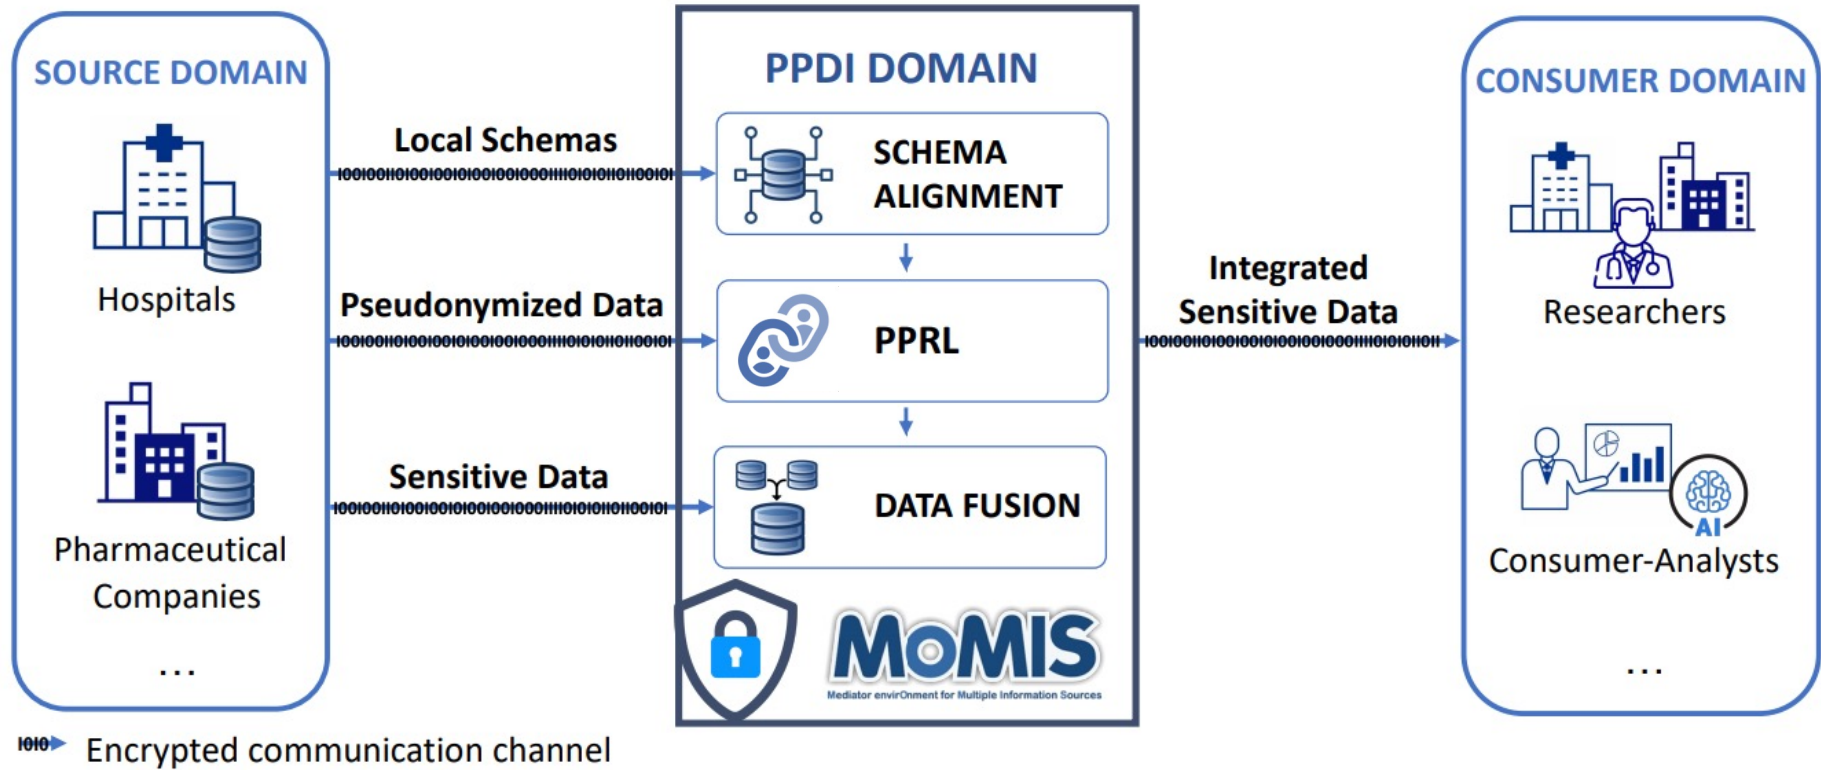 SOURCE DOMAIN
Hospitals
Pharmaceutical
Companies
...
Local Schemas
Pseudonymized Data
Sensitive Data
PPDI DOMAIN
SCHEMA
ALIGNMENT
PPRL
DATA FUSION
MoMIS
Mediator envirOnment for Multiple Information Sources
Integrated
Sensitive Data
CONSUMER DOMAIN
Researchers
AI
Consumer-Analysts
...
IOIO Encrypted communication channel